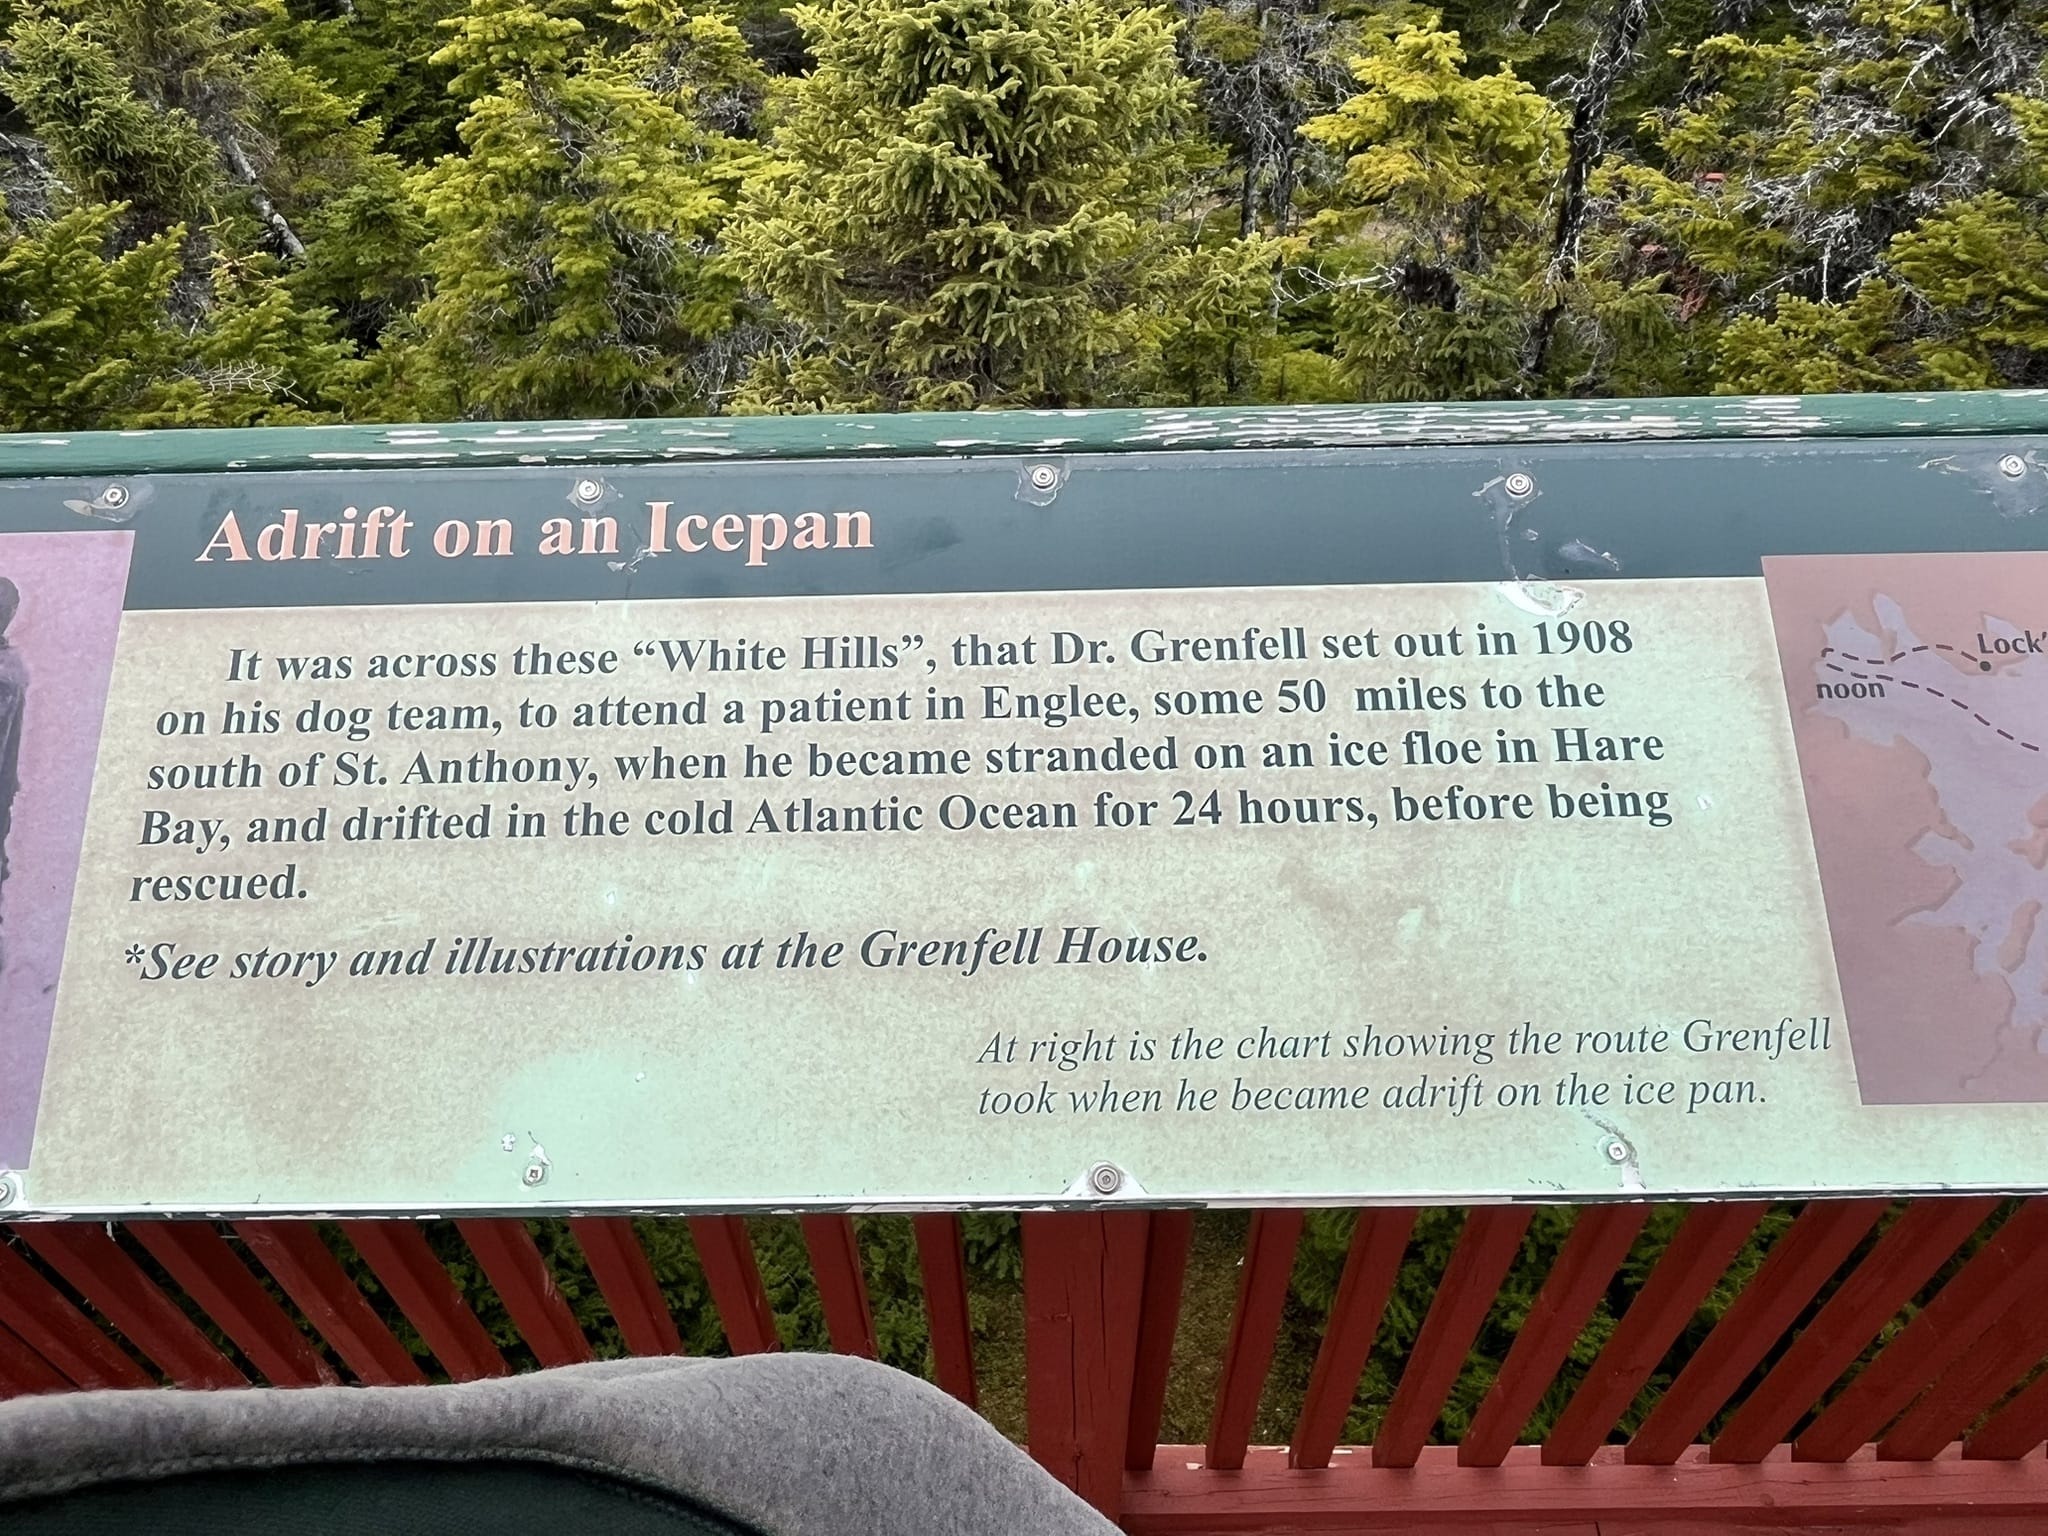 Adrift on an Icepan
It was across these “White Hills”, that Dr. Grenfell set out in 1908
on his dog team, to attend a patient in Englee, some 50 miles to the
south of St. Anthony, when he became stranded on an ice floe in Hare
Bay, and drifted in the cold Atlantic Ocean for 24 hours, before being
rescued.
*See story and illustrations at the Grenfell House.
At right is the chart showing the route Grenfell
took when he became adrift on the ice pan.
Lock'
noon